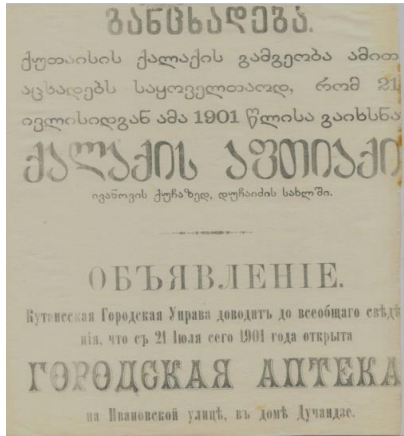 განცხადება.
ქუთაისის ქალაქის გამგეობა ამით
აცხადებს საყოველთაოდ, რომ 21
ივლისიდგან ამა 1901 წლისა გაიხსნა
ქალაქის აფთიაქი
ივანოვის ქუჩაზედ, დუჩაიძის სახლში.
ОБЪЯВЛЕНІЕ.
Кутаисская Городская Управа доводитъ до всеобщаго свѣдѣ
нія, что съ 21 Іюля сего 1901 года открыта
ГОРОДСКАЯ АПТЕКА
на Ивановской улицѣ, въ домѣ Дучаидзе.